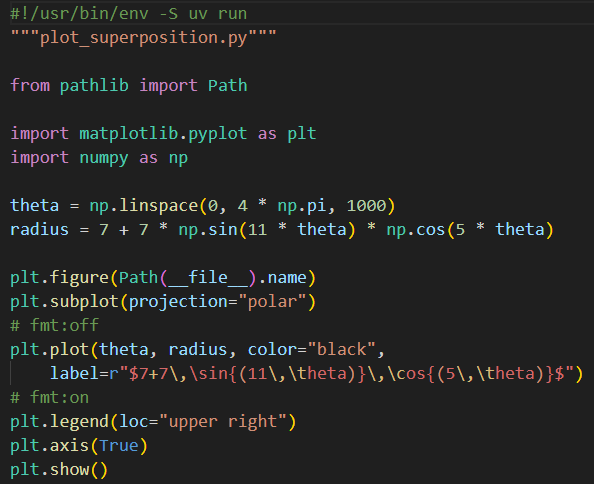 #!/usr/bin/env -S uv run
"""plot_superposition.py"""
from pathlib import Path
import matplotlib.pyplot as plt
import numpy as np
theta = np.linspace(0, 4 * np.pi, 1000)
radius = 7 + 7 * np.sin(11 * theta) * np.cos(5 * theta)
plt.figure(Path(__file__).name)
plt.subplot(projection="polar")
# fmt:off
plt.plot(theta, radius, color="black",
    label=r"$7+7\,\sin{(11\,\theta)}\,\cos{(5\,\theta)}$")
# fmt:on
plt.legend(loc="upper right")
plt.axis(True)
plt.show()